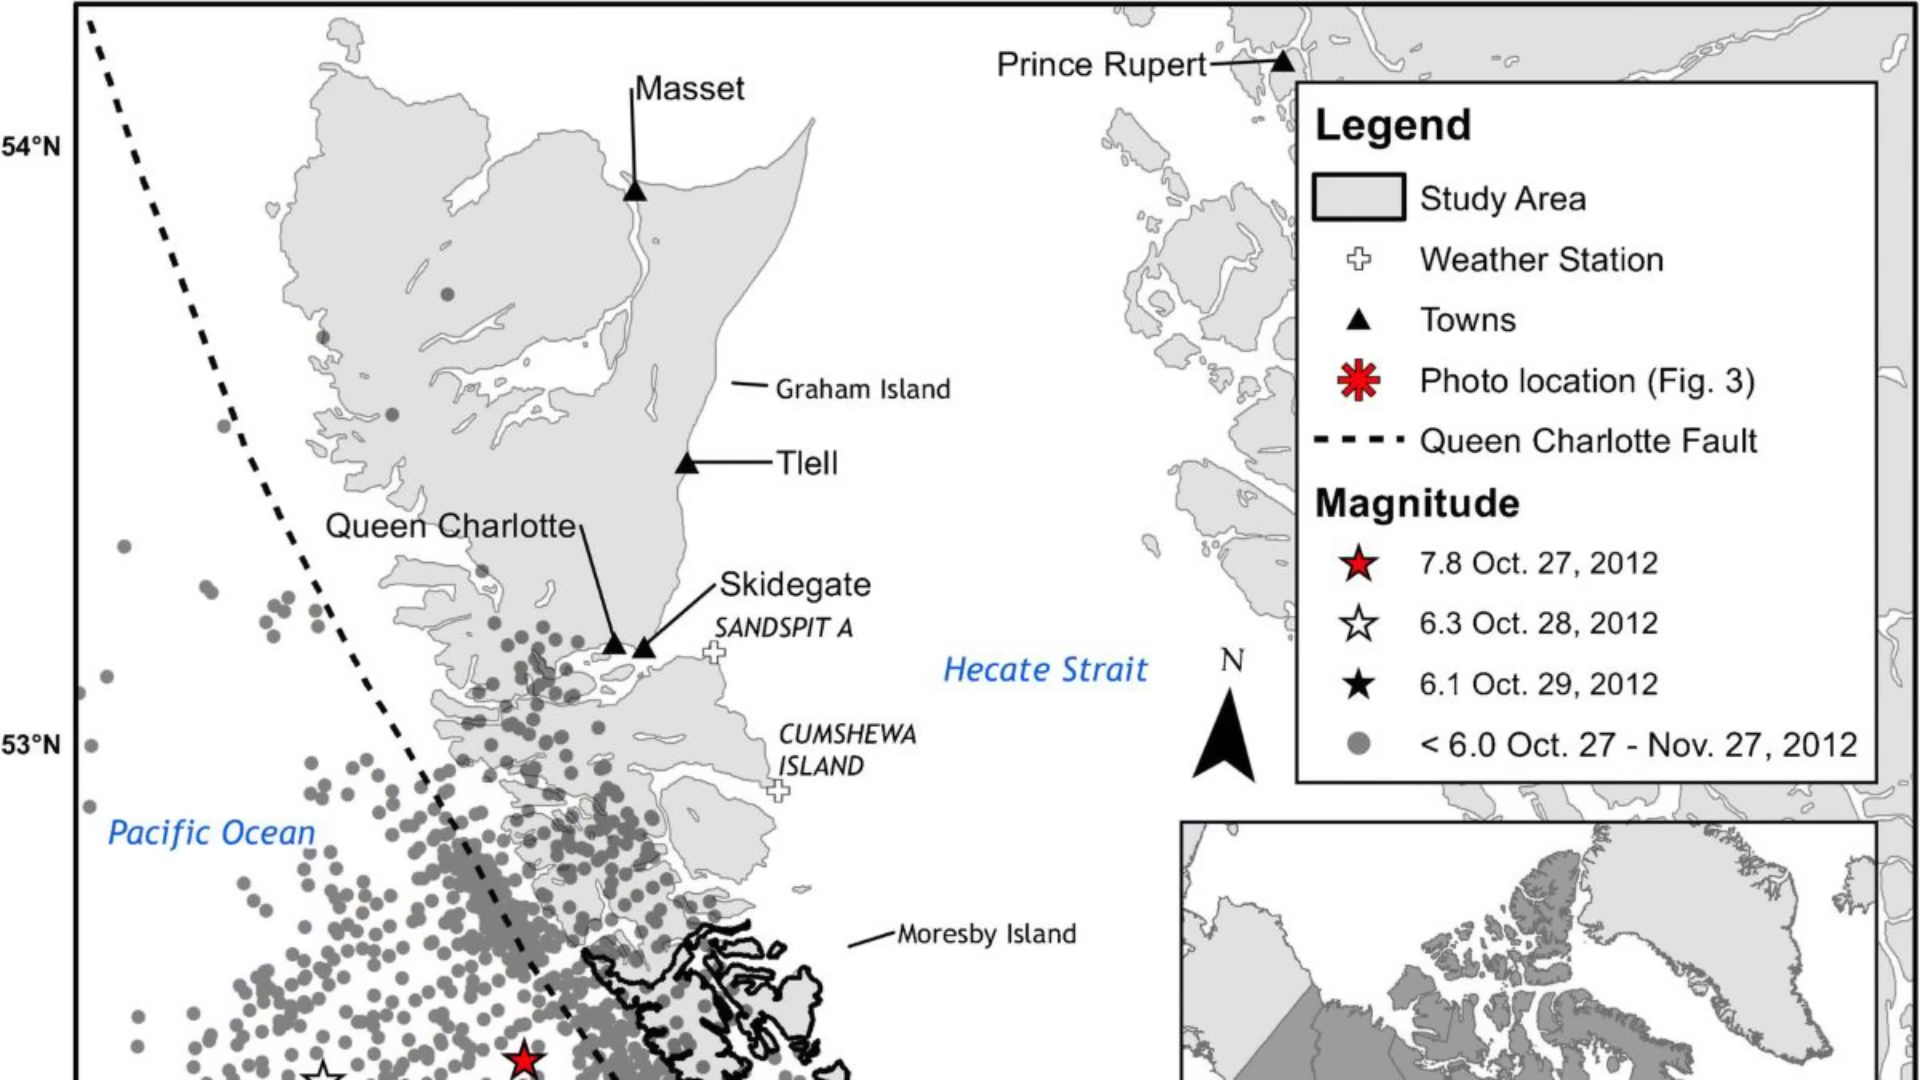 Prince Rupert
Masset
54°N
Graham Island
Tlell
Queen Charlotte
Skidegate
SANDSPIT A
Hecate Strait
N
CUMSHEWA
ISLAND
53°N
Pacific Ocean
Moresby Island
Legend
Study Area
Weather Station
Towns
Photo location (Fig. 3)
Queen Charlotte Fault
Magnitude
7.8 Oct. 27, 2012
6.3 Oct. 28, 2012
6.1 Oct. 29, 2012
< 6.0 Oct. 27 - Nov. 27, 2012